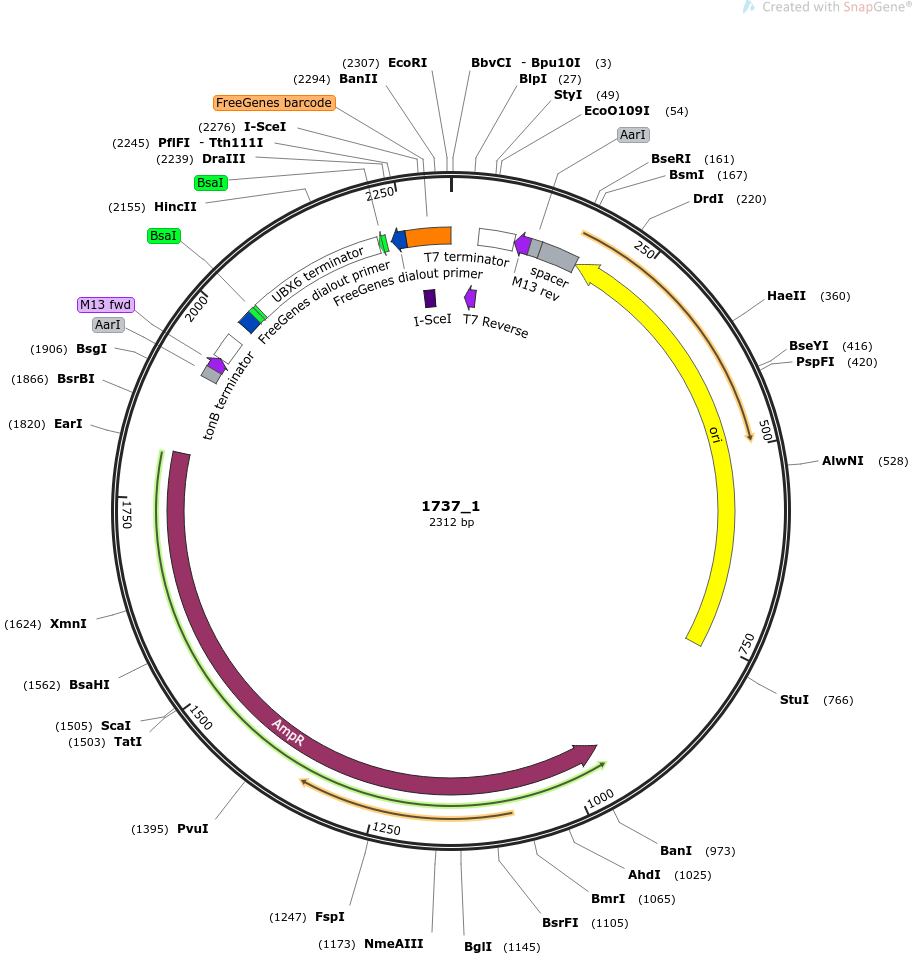 Created with SnapGene®
(2307) EcoRI
BbvCI - Bpu10I (3)
(2294) BanII
BlpI (27)
FreeGenes barcode
StyI (49)
EcoO109I (54)
(2276) I-SceI
AarI
(2245) PflFI - Tth111I
(2239) DraIII
BseRI (161)
BsmI (167)
BsaI
2250
DrdI (220)
(2155) HincII
BsaI
250
T7 terminator
UBX6 terminator
spacer
FreeGenes dialout primer
FreeGenes dialout primer
M13 rev
2000
HaeII (360)
M13 fwd
I-SceI
T7 Reverse
AarI
(1906) BsgI
BseYI (416)
PspFI (420)
(1866) BsrBI
tonB terminator
(1820) EarI
500
ori
AlwNI (528)
1750
1737_1
2312 bp
(1624) XmnI
750
(1562) BsaHI
StuI (766)
1500
(1505) ScaI
AmpR
(1503) TatI
1000
(1395) PvuI
1250
BanI (973)
AhdI (1025)
BmrI (1065)
(1247) FspI
BsrFI (1105)
(1173) NmeAIII
BglI (1145)